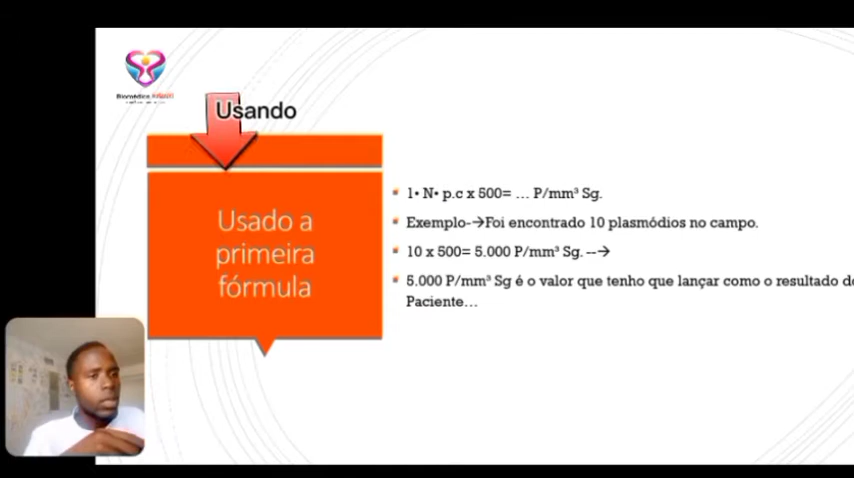 Usando
Usado a
primeira
fórmula
1• N• p.c x 500= ... P/mm³ Sg.
Exemplo-→Foi encontrado 10 plasmódios no campo.
10 x 500= 5.000 P/mm³ Sg. --→
5.000 P/mm³ Sg é o valor que tenho que lançar como o resultado
Paciente...